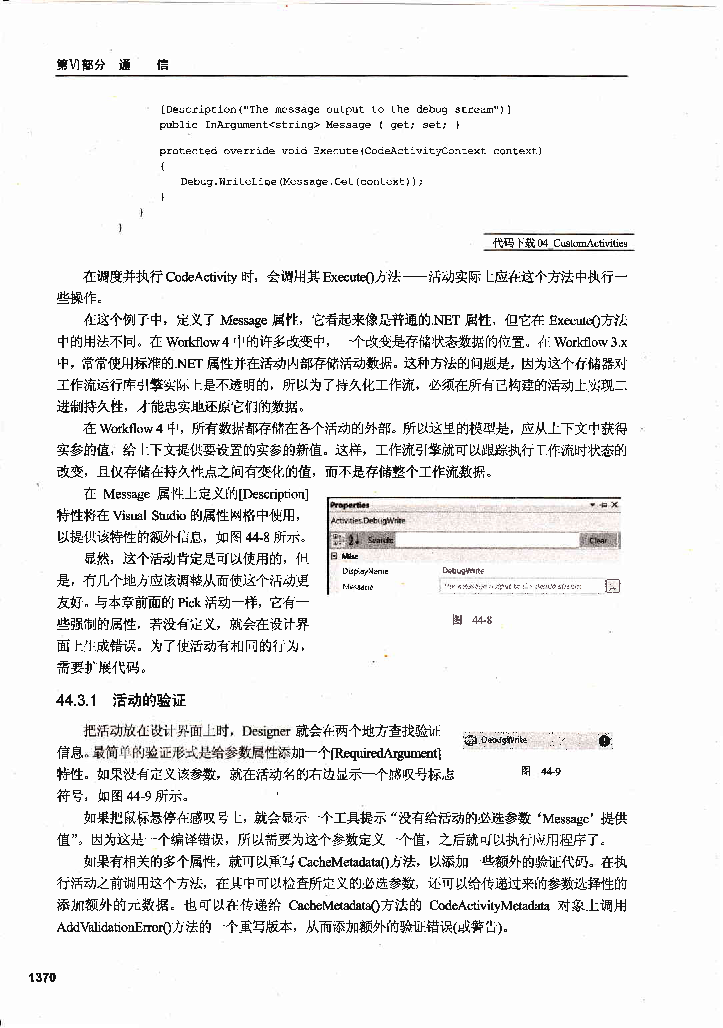 第VI部分 通 信
[Description("The message output to the debug stream")]
public InArgument<string> Message { get; set; }
protected override void Execute(CodeActivityContext context)
{
Debug.WriteLine(Message.Get(context));
}
}
}
代码下载 04_CustomActivities
在调度并执行 CodeActivity 时，会调用其 Execute()方法——活动实际上应在这个方法中执行一
些操作。
在这个例子中，定义了 Message 属性，它看起来像是普通的.NET 属性，但它在 Execute()方法
中的用法不同。在 Workflow 4 中的许多改变中，一个改变是存储状态数据的位置。在 Workflow 3.x
中，常常使用标准的.NET 属性并在活动内部存储活动数据。这种方法的问题是，因为这个存储器对
工作流运行库引擎实际上是不透明的，所以为了持久化工作流，必须在所有已构建的活动上实现二
进制持久性，才能忠实地还原它们的数据。
在 Workflow 4 中，所有数据都存储在各个活动的外部。所以这里的模型是，应从上下文中获得
实参的值，给上下文提供要设置的实参的新值。这样，工作流引擎就可以跟踪执行工作流时状态的
改变，且仅存储在持久性点之间有变化的值，而不是存储整个工作流数据。
在 Message 属性上定义的[Description]
特性将在 Visual Studio 的属性网格中使用，
以提供该特性的额外信息，如图 44-8 所示。
显然，这个活动肯定是可以使用的，但
是，有几个地方应该调整从而使这个活动更
友好。与本章前面的 Pick 活动一样，它有一
些强制的属性，若没有定义，就会在设计界
面上生成错误。为了使活动有相同的行为，
需要扩展代码。
Properties
Activities.DebugWrite
Search:
Clear
Misc
DisplayName DebugWrite
Message The message output to the debug stream
图 44-8
44.3.1 活动的验证
把活动放在设计界面上时，Designer 就会在两个地方查找验证
信息。最简单的验证形式是给参数属性添加一个[RequiredArgument]
特性。如果没有定义该参数，就在活动名的右边显示一个感叹号标志
符号，如图 44-9 所示。
DebugWrite
图 44-9
如果把鼠标悬停在感叹号上，就会显示一个工具提示“没有给活动的必选参数‘Message’提供
值”。因为这是一个编译错误，所以需要为这个参数定义一个值，之后就可以执行应用程序了。
如果有相关的多个属性，就可以重写 CacheMetadata()方法，以添加一些额外的验证代码。在执
行活动之前调用这个方法，在其中可以检查所定义的必选参数，还可以给传递过来的参数选择性的
添加额外的元数据。也可以在传递给 CacheMetadata()方法的 CodeActivityMetadata 对象上调用
AddValidationError()方法的一个重写版本，从而添加额外的验证错误(或警告)。
1370